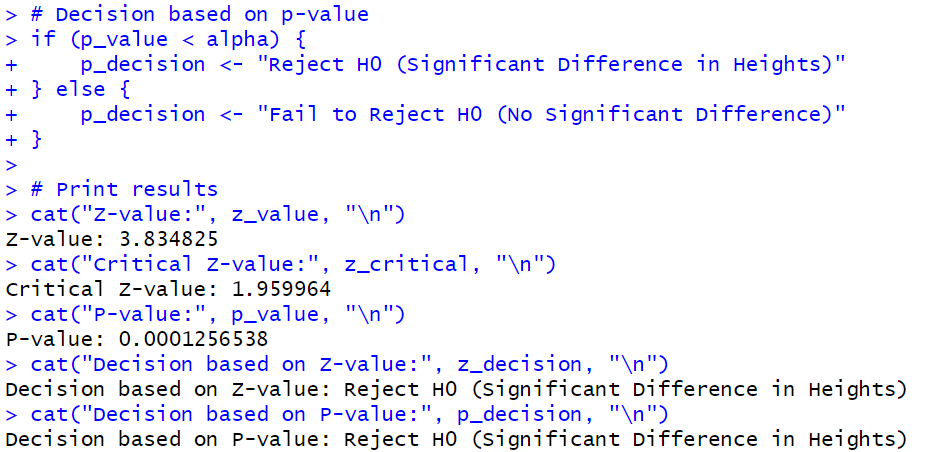 > # Decision based on p-value
> if (p_value < alpha) {
+     p_decision <- "Reject H0 (Significant Difference in Heights)"
+ } else {
+     p_decision <- "Fail to Reject H0 (No Significant Difference)"
+ }
>
> # Print results
> cat("Z-value:", z_value, "\n")
Z-value: 3.834825
> cat("Critical Z-value:", z_critical, "\n")
Critical Z-value: 1.959964
> cat("P-value:", p_value, "\n")
P-value: 0.0001256538
> cat("Decision based on Z-value:", z_decision, "\n")
Decision based on Z-value: Reject H0 (Significant Difference in Heights)
> cat("Decision based on P-value:", p_decision, "\n")
Decision based on P-value: Reject H0 (Significant Difference in Heights)